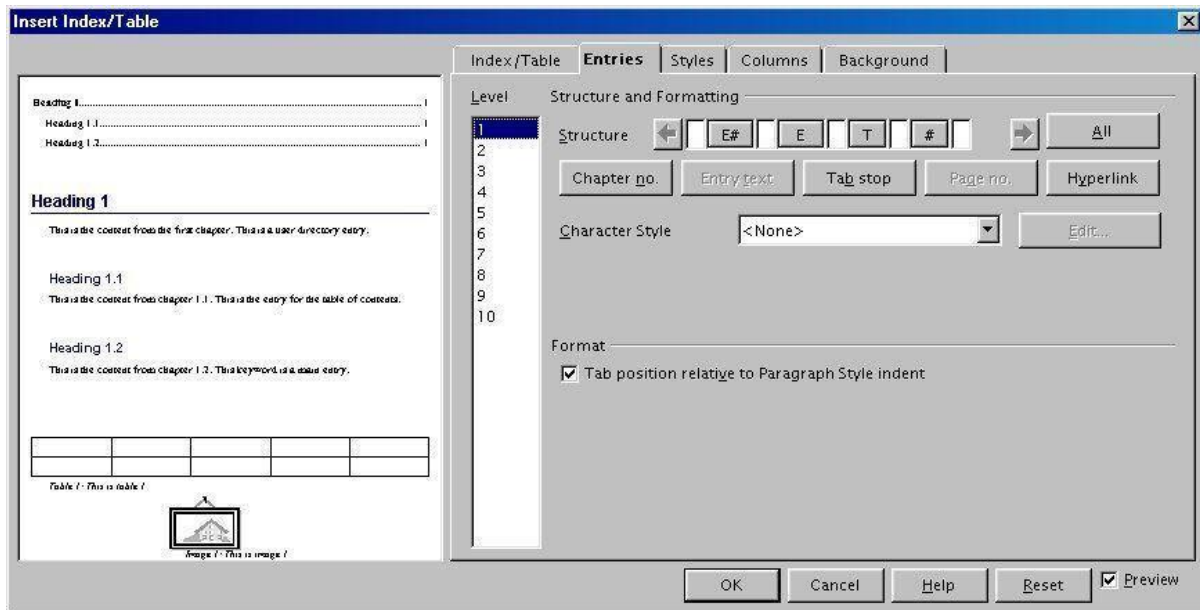 Insert Index/Table
Index/Table Entries Styles Columns Background
Heading 1 1
Heading 1.1 1
Heading 1.2 1
Heading 1
This is the content from the first chapter. This is a user directory entry.
Heading 1.1
This is the content from chapter 1.1. This is the entry for the table of contents.
Heading 1.2
This is the content from chapter 1.2. This keyword is a main entry.
Table 1: This is table 1
Image 1: This is image 1
Level
1
2
3
4
5
6
7
8
9
10
Structure and Formatting
Structure E# E T # All
Chapter no. Entry text Tab stop Page no. Hyperlink
Character Style <None> Edit...
Format
Tab position relative to Paragraph Style indent
OK Cancel Help Reset Preview